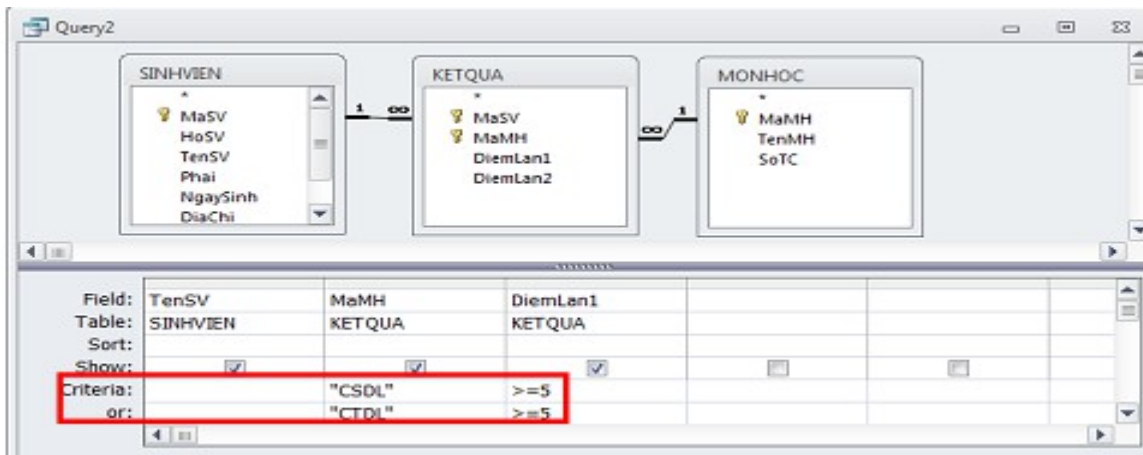 Query2
SINHVIEN
*
MaSV
HoSV
TenSV
Phai
NgaySinh
DiaChi
1 ∞
KETQUA
*
MaSV
MaMH
DiemLan1
DiemLan2
∞ 1
MONHOC
*
MaMH
TenMH
SoTC
Field: TenSV MaMH DiemLan1
Table: SINHVIEN KETQUA KETQUA
Sort:
Show:
Criteria: "CSDL" >=5
or: "CTDL" >=5